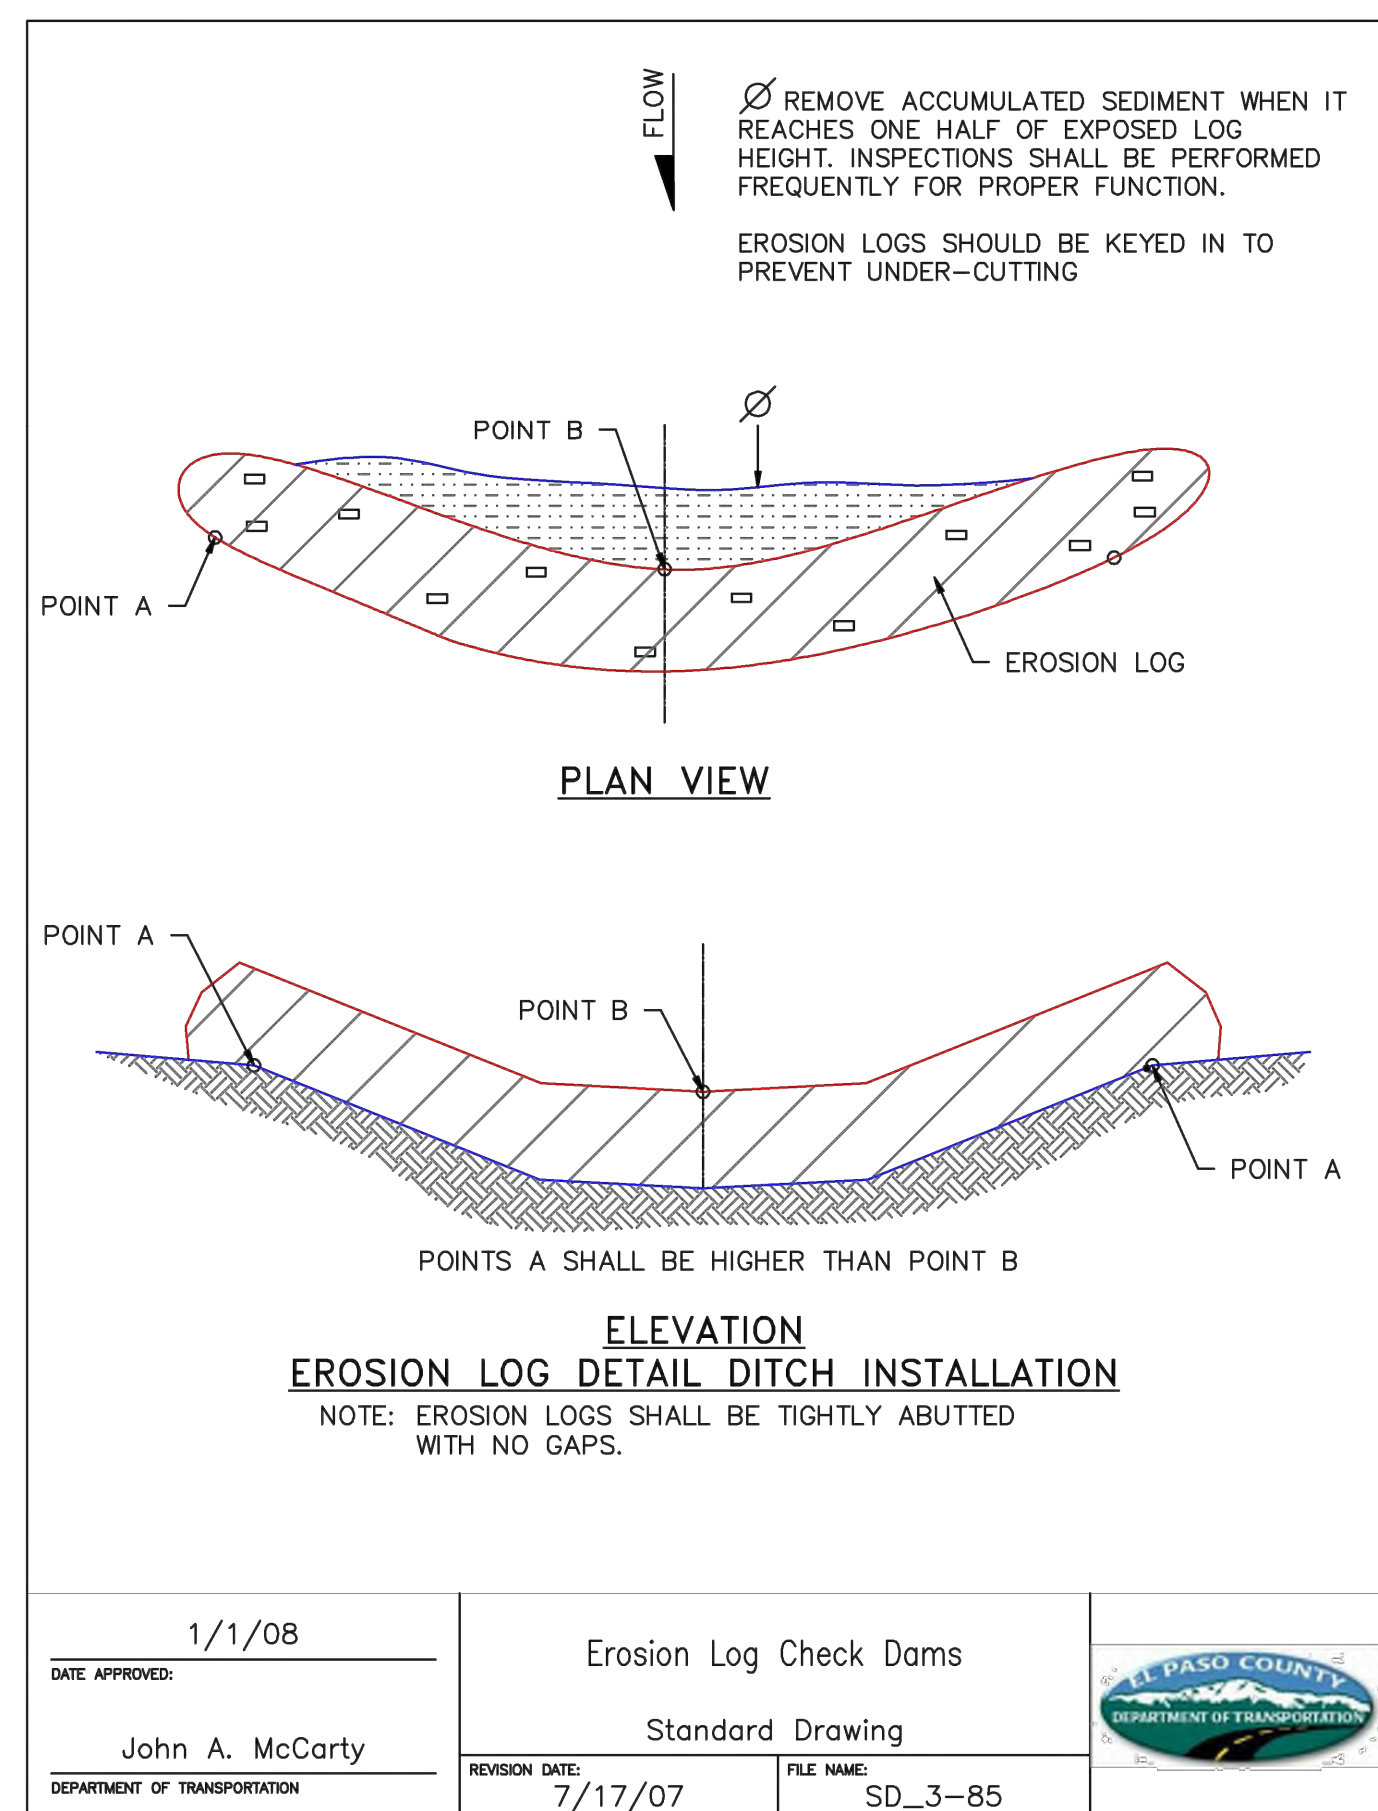 FLOW
Ø REMOVE ACCUMULATED SEDIMENT WHEN IT
REACHES ONE HALF OF EXPOSED LOG
HEIGHT. INSPECTIONS SHALL BE PERFORMED
FREQUENTLY FOR PROPER FUNCTION.
EROSION LOGS SHOULD BE KEYED IN TO
PREVENT UNDER-CUTTING
Ø
POINT B
POINT A
EROSION LOG
PLAN VIEW
POINT A
POINT B
POINT A
POINTS A SHALL BE HIGHER THAN POINT B
ELEVATION
EROSION LOG DETAIL DITCH INSTALLATION
NOTE: EROSION LOGS SHALL BE TIGHTLY ABUTTED
WITH NO GAPS.
1/1/08
DATE APPROVED:
John A. McCarty
DEPARTMENT OF TRANSPORTATION
Erosion Log Check Dams
Standard Drawing
REVISION DATE:
7/17/07
FILE NAME:
SD_3-85
EL PASO COUNTY
DEPARTMENT OF TRANSPORTATION